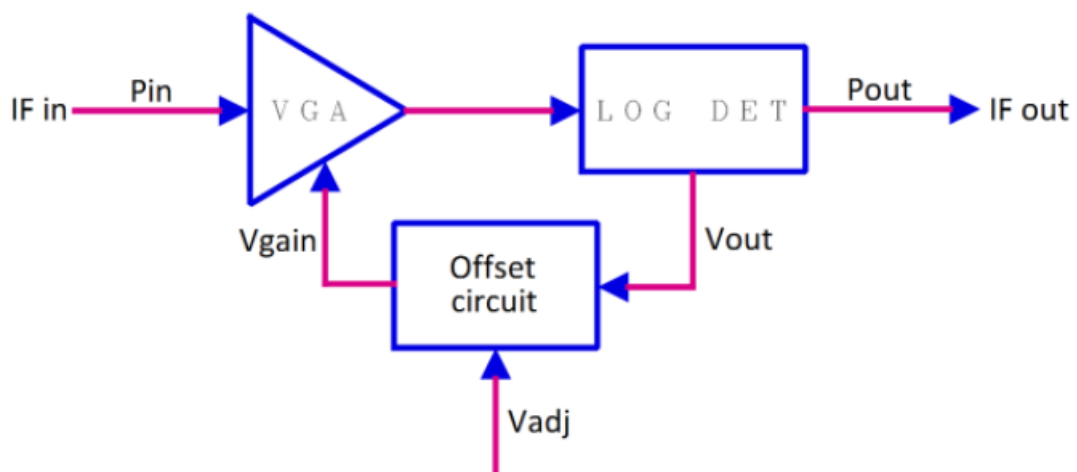 Pin
IF in
VGA
LOG DET
Pout
IF out
Vgain
Offset
circuit
Vout
Vadj